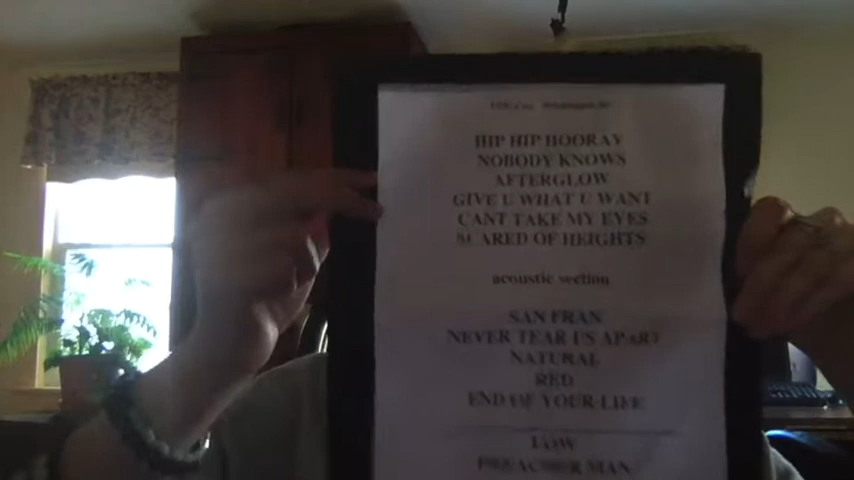 HIP HIP HOORAY
NOBODY KNOWS
AFTERGLOW
GIVE U WHAT U WANT
CANT TAKE MY EYES
SCARED OF HEIGHTS
acoustic section
SAN FRAN
NEVER TEAR US APART
NATURAL
RED
END OF YOUR LIFE
LOW
PREACHER MAN